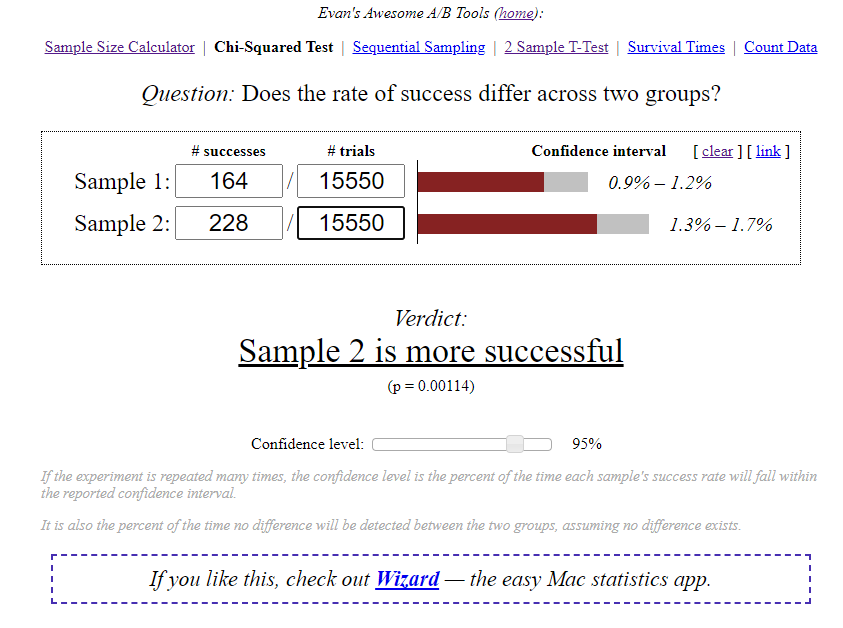 Evan's Awesome A/B Tools (home):
Sample Size Calculator | Chi-Squared Test | Sequential Sampling | 2 Sample T-Test | Survival Times | Count Data
Question: Does the rate of success differ across two groups?
# successes # trials Confidence interval [ clear ] [ link ]
Sample 1: 164 / 15550 0.9% – 1.2%
Sample 2: 228 / 15550 1.3% – 1.7%
Verdict:
Sample 2 is more successful
(p = 0.00114)
Confidence level: 95%
If the experiment is repeated many times, the confidence level is the percent of the time each sample's success rate will fall within
the reported confidence interval.
It is also the percent of the time no difference will be detected between the two groups, assuming no difference exists.
If you like this, check out Wizard — the easy Mac statistics app.